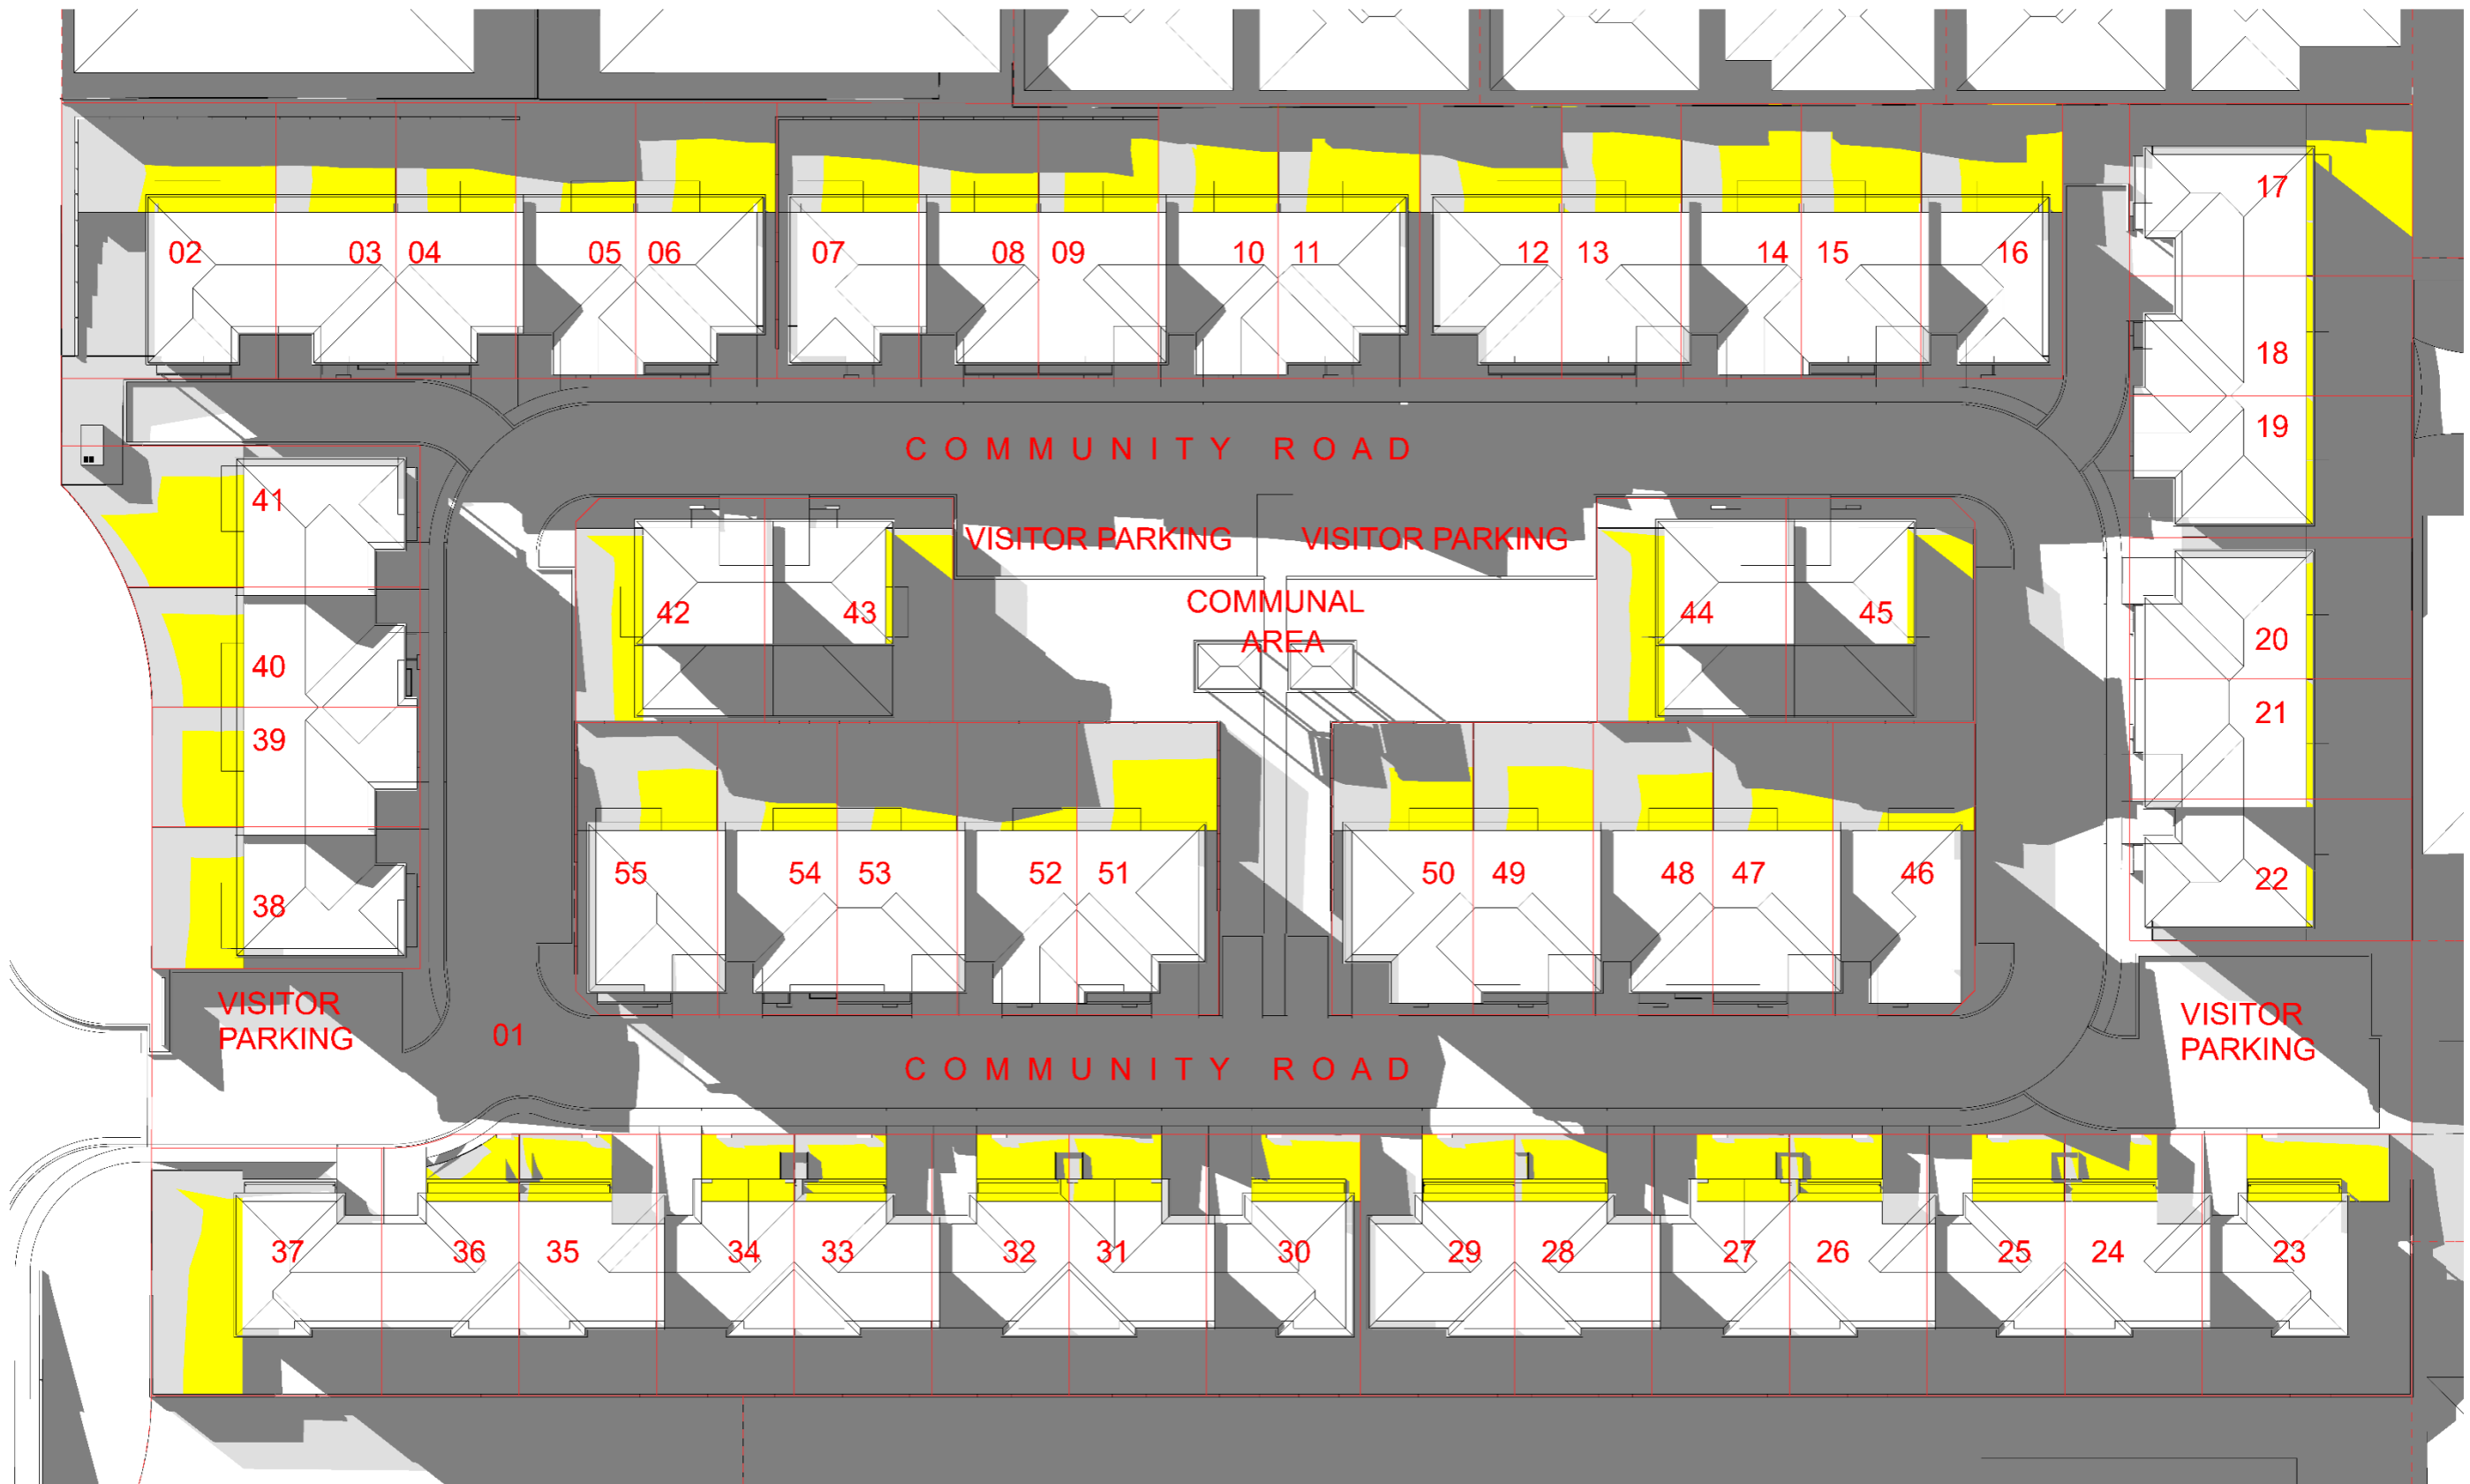 17
02 03 04 05 06 07 08 09 10 11 12 13 14 15 16
18
19
COMMUNITY ROAD
41
VISITOR PARKING VISITOR PARKING
COMMUNAL
AREA
42 43 44 45
20
40
21
39
55 54 53 52 51 50 49 48 47 46
22
38
VISITOR
PARKING
01
VISITOR
PARKING
COMMUNITY ROAD
37 36 35 34 33 32 31 30 29 28 27 26 25 24 23